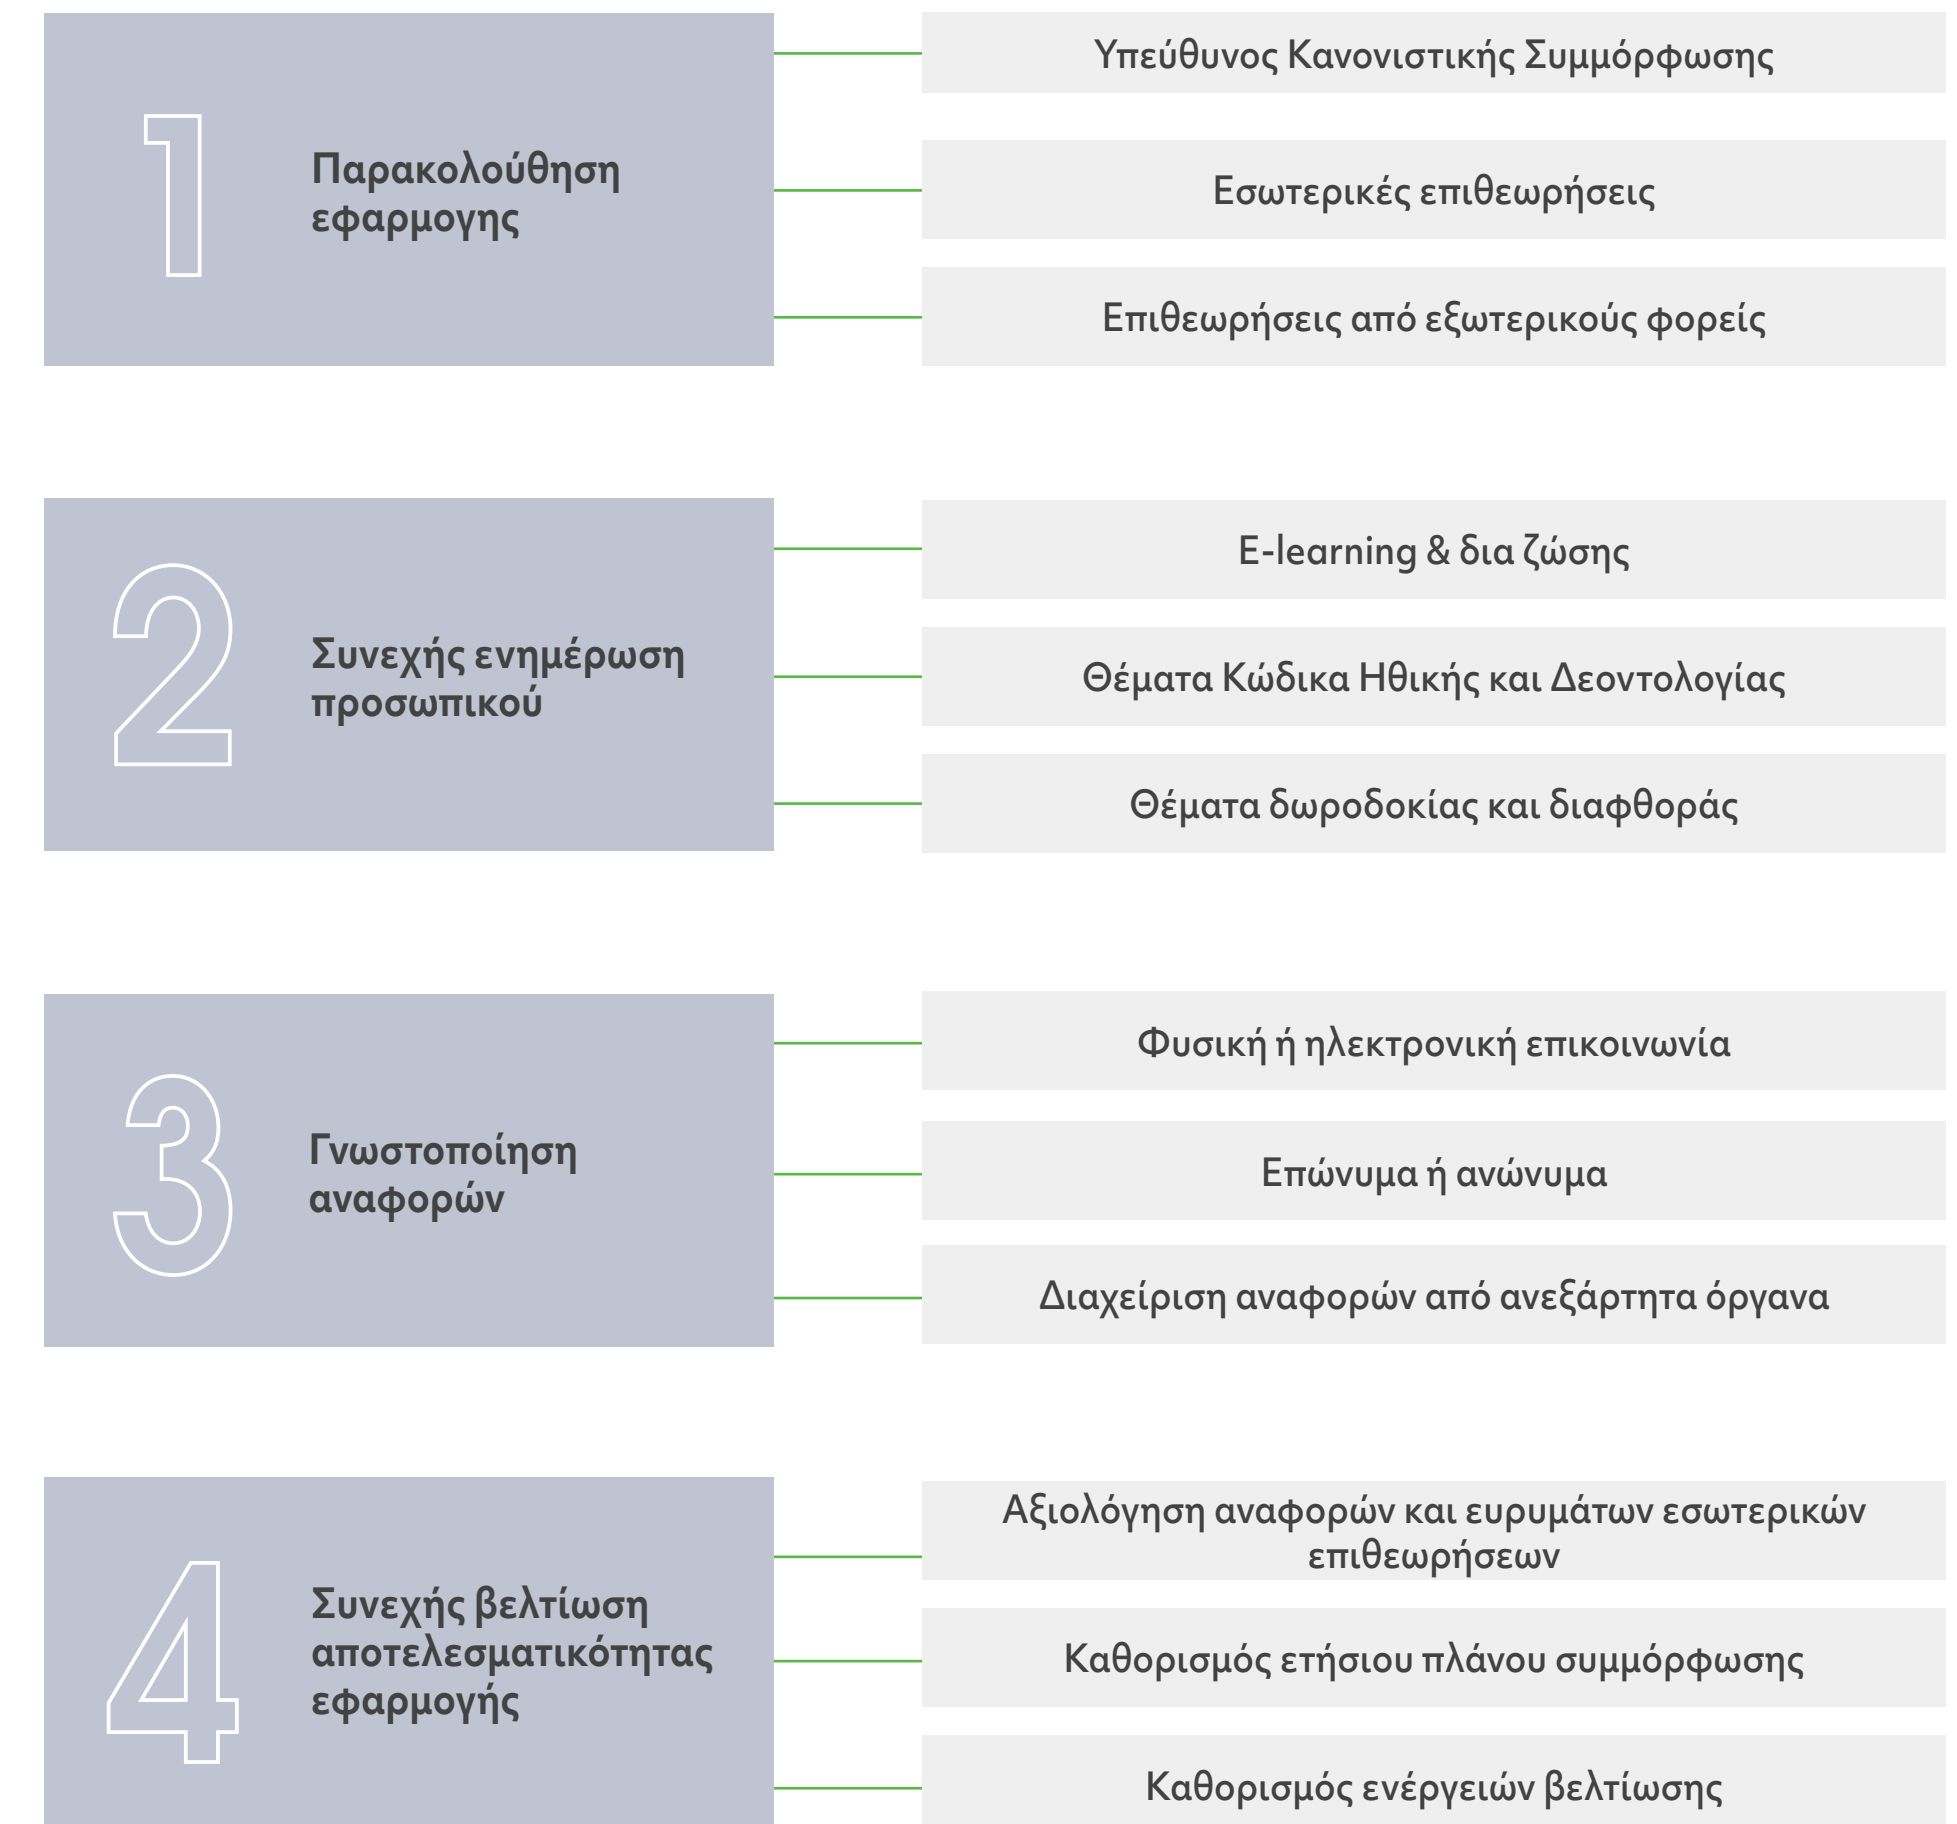 1
Παρακολούθηση
εφαρμογης
Υπεύθυνος Κανονιστικής Συμμόρφωσης
Εσωτερικές επιθεωρήσεις
Επιθεωρήσεις από εξωτερικούς φορείς
2
Συνεχής ενημέρωση
προσωπικού
E-learning & δια ζώσης
Θέματα Κώδικα Ηθικής και Δεοντολογίας
Θέματα δωροδοκίας και διαφθοράς
3
Γνωστοποίηση
αναφορών
Φυσική ή ηλεκτρονική επικοινωνία
Επώνυμα ή ανώνυμα
Διαχείριση αναφορών από ανεξάρτητα όργανα
4
Συνεχής βελτίωση
αποτελεσματικότητας
εφαρμογής
Αξιολόγηση αναφορών και ευρυμάτων εσωτερικών
επιθεωρήσεων
Καθορισμός ετήσιου πλάνου συμμόρφωσης
Καθορισμός ενέργειών βελτίωσης